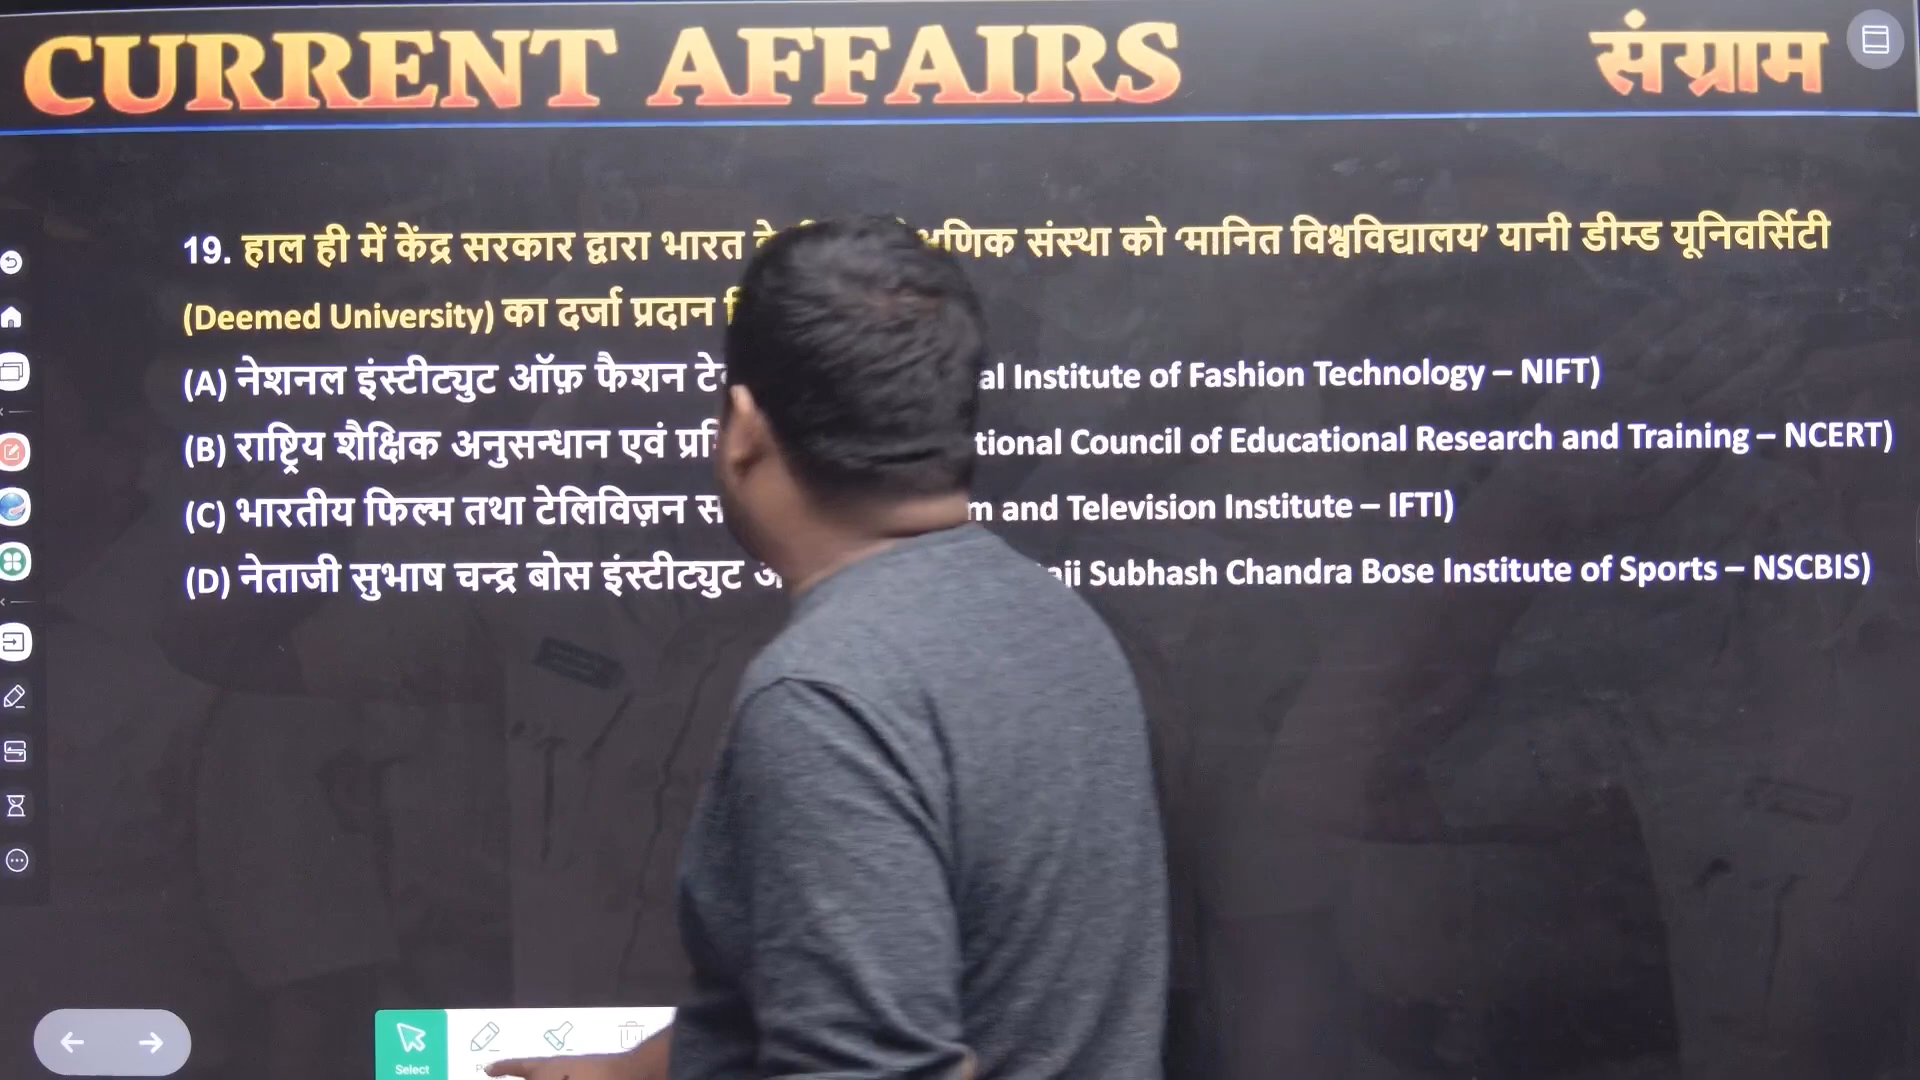 CURRENT AFFAIRS संग्राम
19. हाल ही में केंद्र सरकार द्वारा भारत संस्था को ‘मानित विश्वविद्यालय’ यानी डीम्ड यूनिवर्सिटी
(Deemed University) का दर्जा प्रदान
(A) नेशनल इंस्टीट्युट ऑफ़ फैशन Institute of Fashion Technology – NIFT)
(B) राष्ट्रिय शैक्षिक अनुसन्धान एवं Council of Educational Research and Training – NCERT)
(C) भारतीय फिल्म तथा टेलिविज़न and Television Institute – IFTI)
(D) नेताजी सुभाष चन्द्र बोस इंस्टीट्युट Subhash Chandra Bose Institute of Sports – NSCBIS)
Select